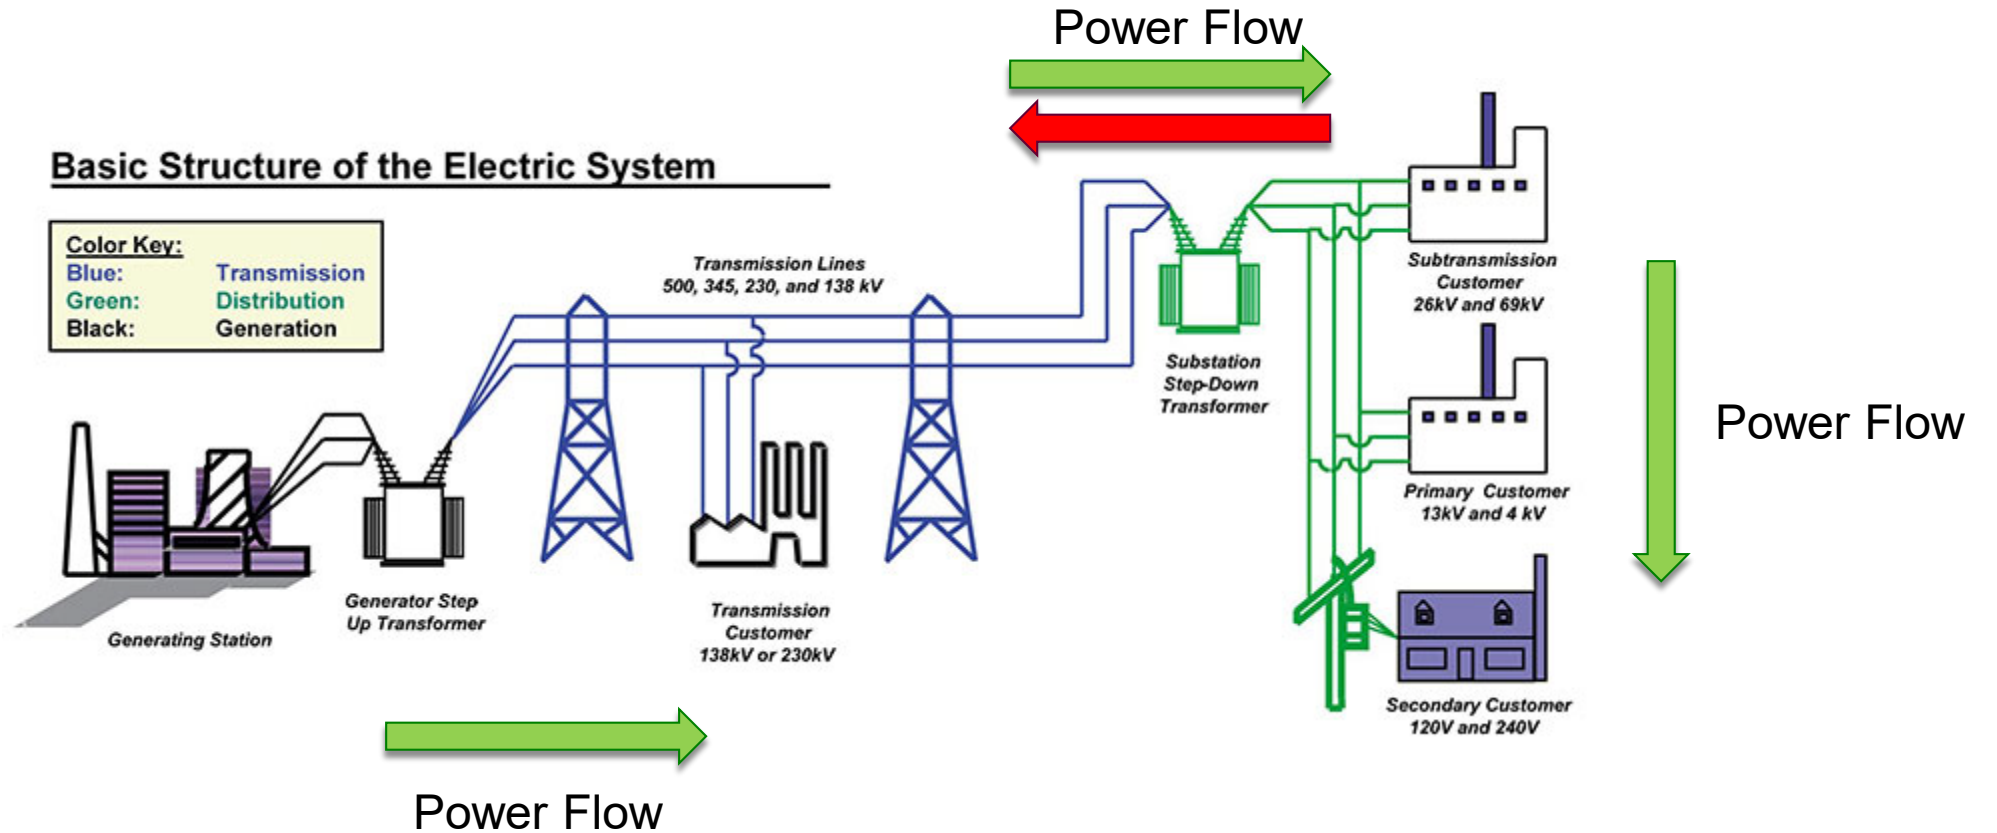 Power Flow
Basic Structure of the Electric System
Color Key:
Blue: Transmission
Green: Distribution
Black: Generation
Transmission Lines
500, 345, 230, and 138 kV
Subtransmission
Customer
26kV and 69kV
Substation
Step-Down
Transformer
Power Flow
Primary Customer
13kV and 4 kV
Generator Step
Up Transformer
Generating Station
Transmission
Customer
138kV or 230kV
Secondary Customer
120V and 240V
Power Flow